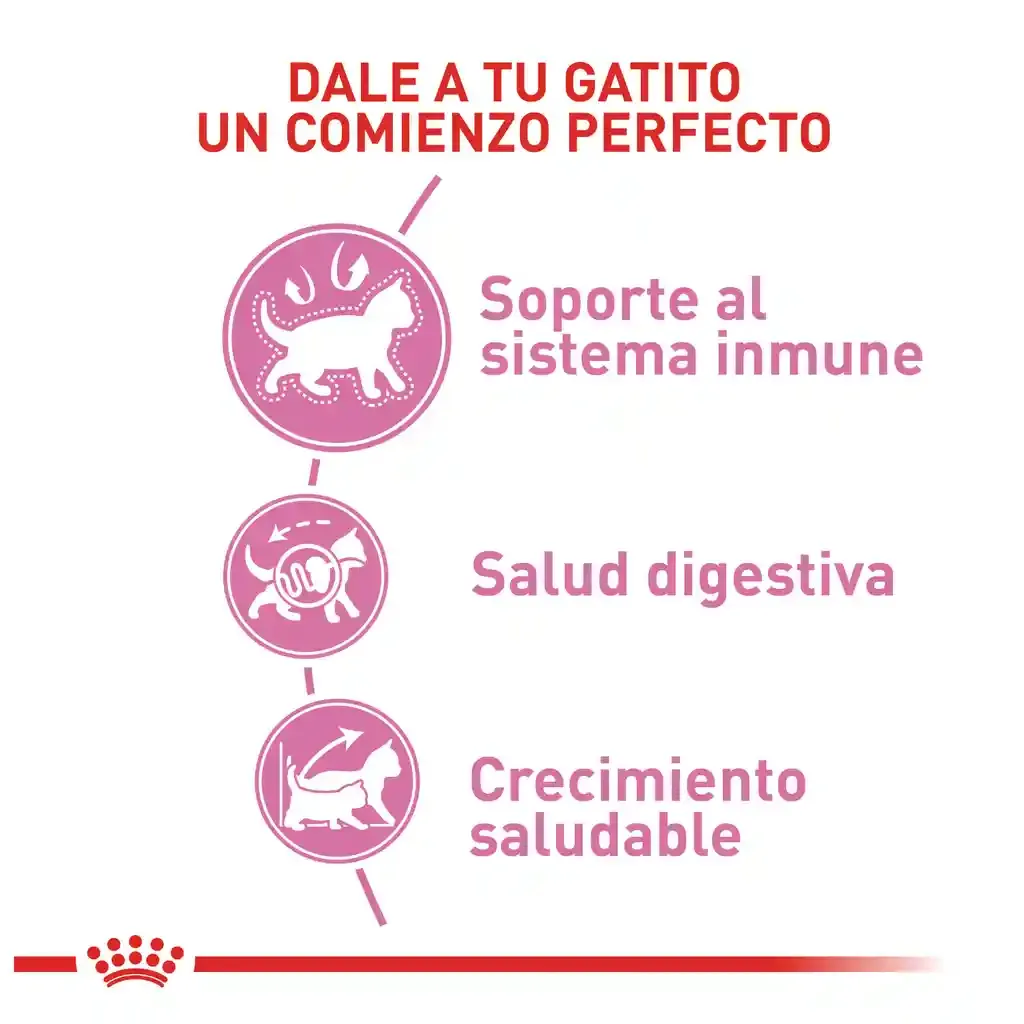 DALE A TU GATITO
UN COMIENZO PERFECTO
Soporte al
sistema inmune
Salud digestiva
Crecimiento
saludable